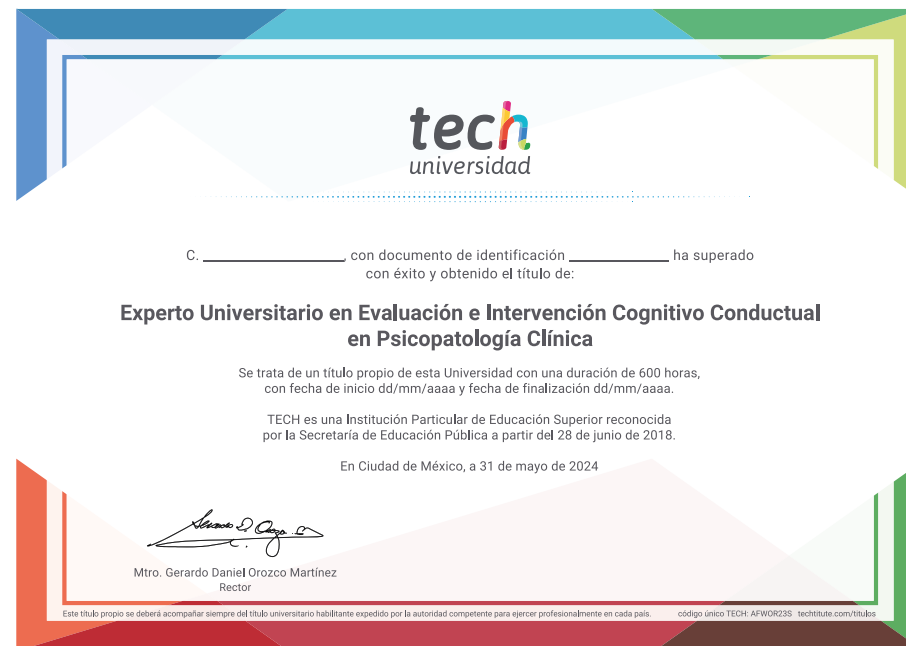 tech
universidad
C. ____________________, con documento de identificación ______________ ha superado
con éxito y obtenido el título de:
Experto Universitario en Evaluación e Intervención Cognitivo Conductual
en Psicopatología Clínica
Se trata de un título propio de esta Universidad con una duración de 600 horas,
con fecha de inicio dd/mm/aaaa y fecha de finalización dd/mm/aaaa.
TECH es una Institución Particular de Educación Superior reconocida
por la Secretaría de Educación Pública a partir del 28 de junio de 2018.
En Ciudad de México, a 31 de mayo de 2024
Mtro. Gerardo Daniel Orozco Martínez
Rector
Este título propio se deberá acompañar siempre del título universitario habilitante expedido por la autoridad competente para ejercer profesionalmente en cada país. código único TECH: AFWOR23S techtitute.com/titulos